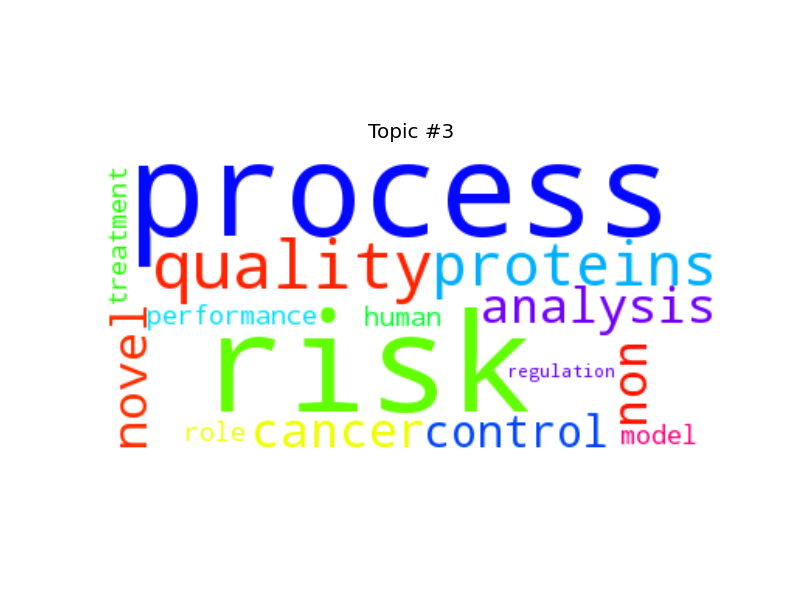 Topic #3
treatment
process
quality
proteins
analysis
novel
performance
human
risk
regulation
non
role
cancer
control
model